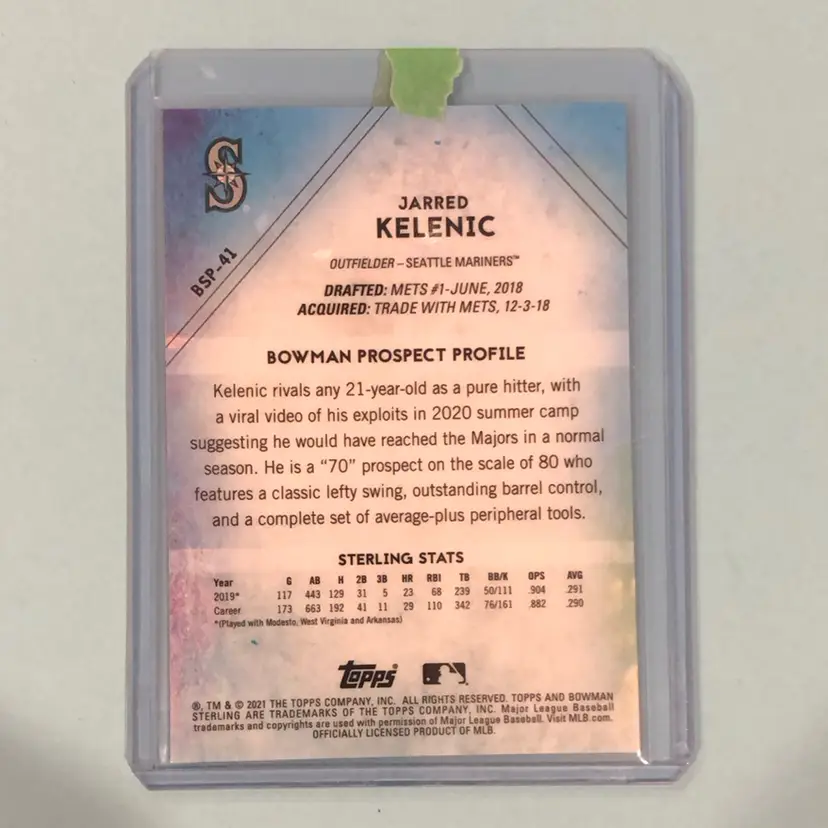 S
BSP-41
JARRED
KELENIC
OUTFIELDER – SEATTLE MARINERS™
DRAFTED: METS #1-JUNE, 2018
ACQUIRED: TRADE WITH METS, 12-3-18
BOWMAN PROSPECT PROFILE
Kelenic rivals any 21-year-old as a pure hitter, with
a viral video of his exploits in 2020 summer camp
suggesting he would have reached the Majors in a normal
season. He is a “70” prospect on the scale of 80 who
features a classic lefty swing, outstanding barrel control,
and a complete set of average-plus peripheral tools.
STERLING STATS
Year G AB H 2B 3B HR RBI TB BB/K OPS AVG
2019* 117 443 129 31 5 23 68 239 50/111 .904 .291
Career 173 663 192 41 11 29 110 342 76/161 .882 .290
*(Played with Modesto, West Virginia and Arkansas)
topps
®, TM & © 2021 THE TOPPS COMPANY, INC. ALL RIGHTS RESERVED. TOPPS AND BOWMAN
STERLING ARE TRADEMARKS OF THE TOPPS COMPANY, INC. Major League Baseball
trademarks and copyrights are used with permission of Major League Baseball. Visit MLB.com.
OFFICIALLY LICENSED PRODUCT OF MLB.